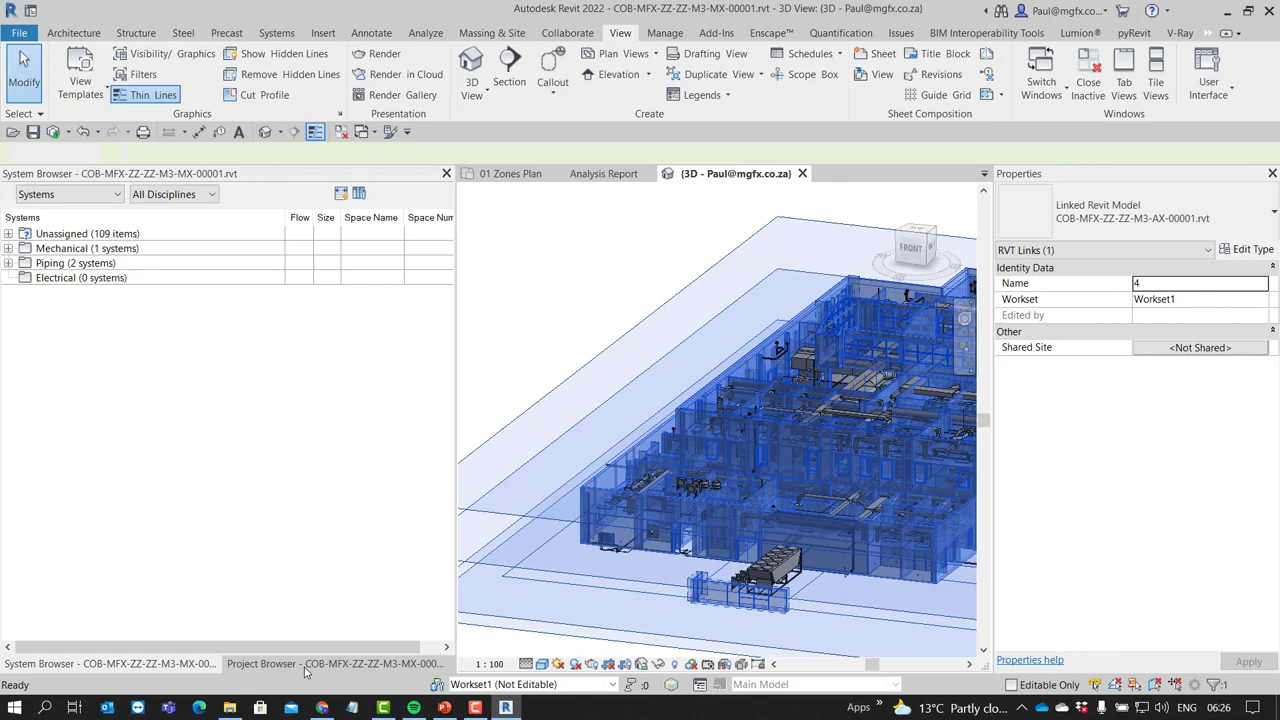 Autodesk Revit 2022 - COB-MFX-ZZ-ZZ-M3-MX-00001.rvt - 3D View: {3D - Paul@mgfx.co.za}
Paul@mgfx.co...
File Architecture Structure Steel Precast Systems Insert Annotate Analyze Massing & Site Collaborate View Manage Add-Ins Enscape™ Quantification Issues BIM Interoperability Tools Lumion® pyRevit V-Ray
Modify
Select
View
Templates
Visibility/ Graphics
Filters
Thin Lines
Show Hidden Lines
Remove Hidden Lines
Cut Profile
Graphics
Render
Render in Cloud
Render Gallery
Presentation
3D
View
Section
Callout
Plan Views
Elevation
Drafting View
Duplicate View
Legends
Schedules
Scope Box
Create
Sheet
View
Title Block
Revisions
Guide Grid
Sheet Composition
Switch
Windows
Close
Inactive
Tab
Views
Tile
Views
Windows
User
Interface
System Browser - COB-MFX-ZZ-ZZ-M3-MX-00001.rvt
Systems All Disciplines
Systems Flow Size Space Name Space Num
Unassigned (109 items)
Mechanical (1 systems)
Piping (2 systems)
Electrical (0 systems)
System Browser - COB-MFX-ZZ-ZZ-M3-MX-00...
Project Browser - COB-MFX-ZZ-ZZ-M3-MX-000...
01 Zones Plan
Analysis Report
{3D - Paul@mgfx.co.za}
FRONT
1 : 100
Properties
Linked Revit Model
COB-MFX-ZZ-ZZ-M3-AX-00001.rvt
RVT Links (1)
Edit Type
Identity Data
Name 4
Workset Workset1
Edited by
Other
Shared Site <Not Shared>
Properties help
Apply
Ready
Workset1 (Not Editable)
:0
Main Model
Editable Only
:1
Apps
13°C Partly clo...
ENG
06:26